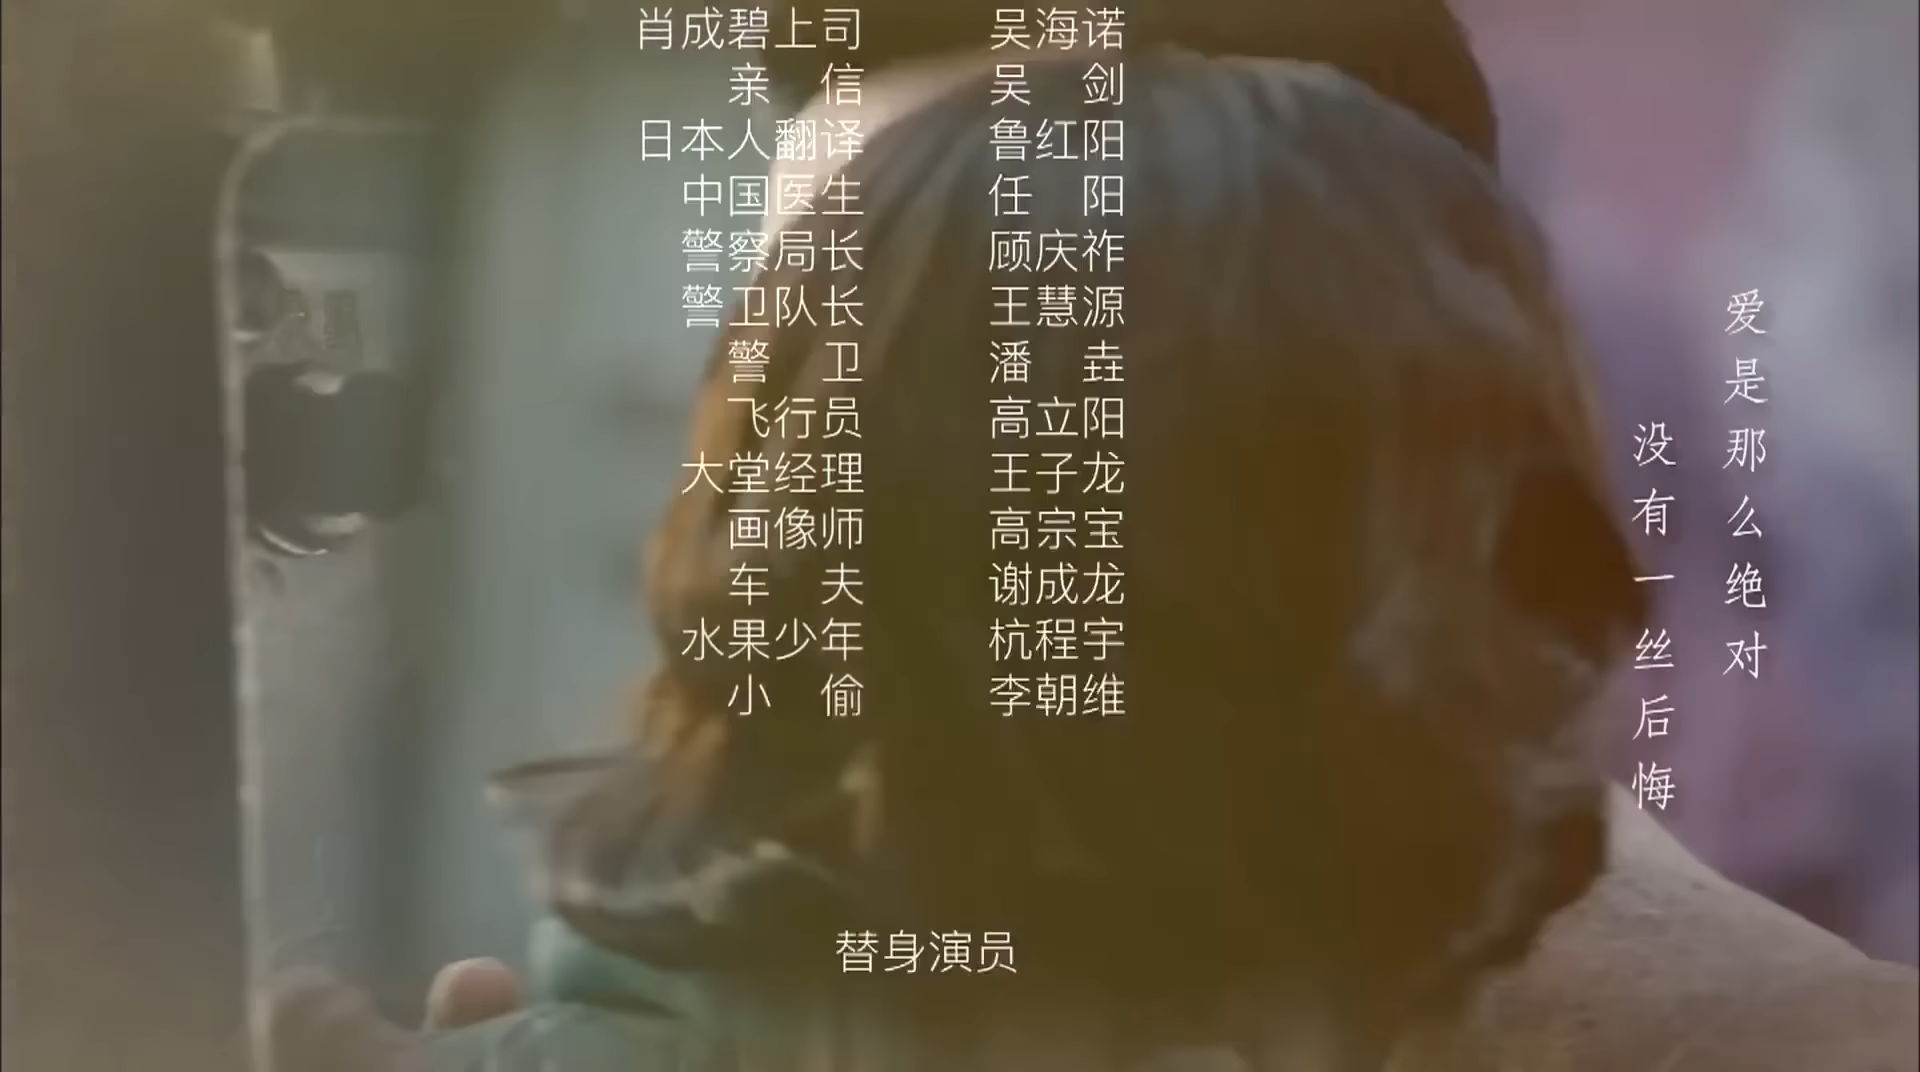 肖成碧上司 吴海诺
亲信 吴剑
日本人翻译 鲁红阳
中国医生 任阳
警察局长 顾庆祚
警卫队长 王慧源
警卫 潘垚
飞行员 高立阳
大堂经理 王子龙
画像师 高宗宝
车夫 谢成龙
水果少年 杭程宇
小偷 李朝维
替身演员
爱是那么绝对
没有一丝后悔